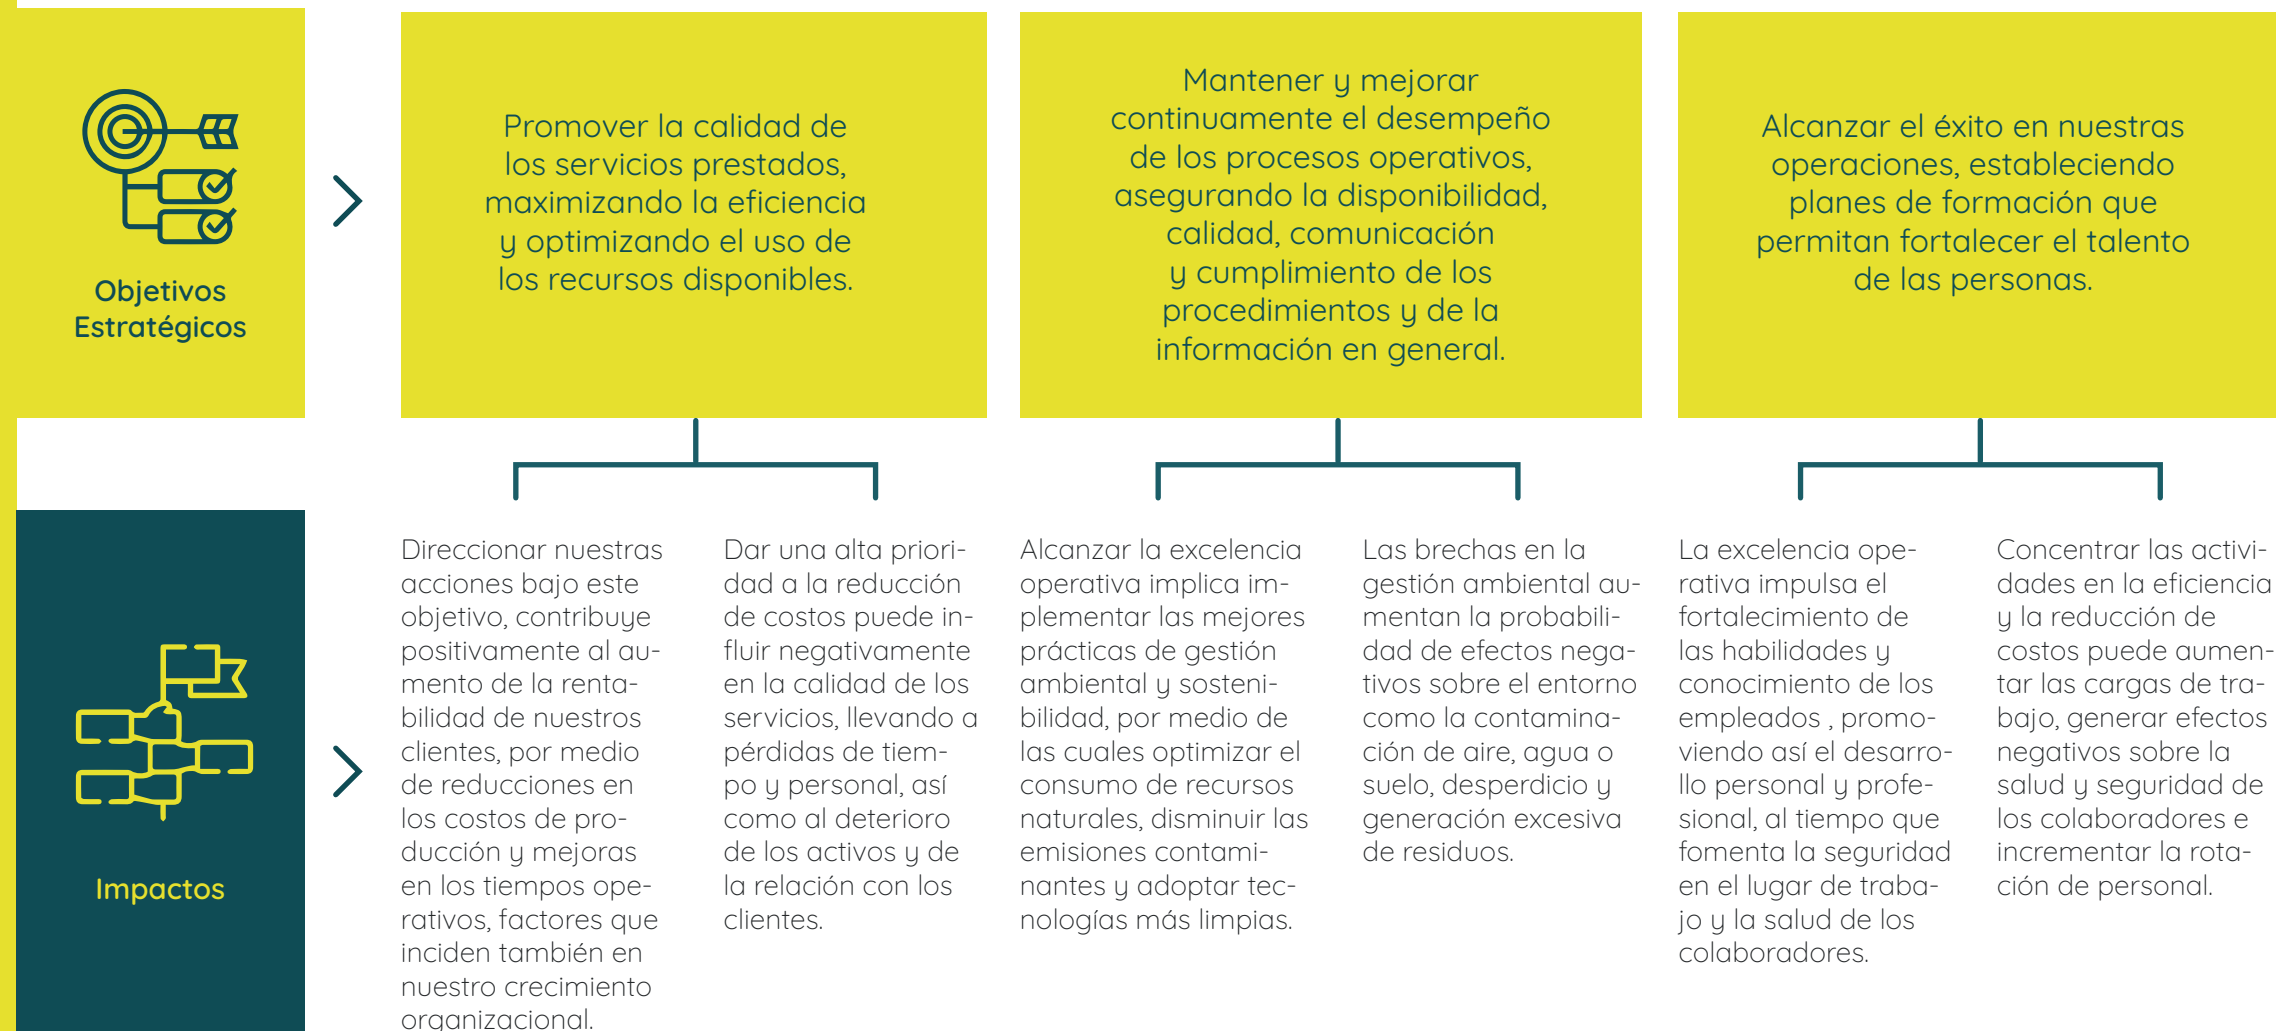 Objetivos
Estratégicos
Promover la calidad de
los servicios prestados,
maximizando la eficiencia
y optimizando el uso de
los recursos disponibles.
Mantener y mejorar
continuamente el desempeño
de los procesos operativos,
asegurando la disponibilidad,
calidad, comunicación
y cumplimiento de los
procedimientos y de la
información en general.
Alcanzar el éxito en nuestras
operaciones, estableciendo
planes de formación que
permitan fortalecer el talento
de las personas.
Impactos
Direccionar nuestras
acciones bajo este
objetivo, contribuye
positivamente al au-
mento de la renta-
bilidad de nuestros
clientes, por medio
de reducciones en
los costos de pro-
ducción y mejoras
en los tiempos ope-
rativos, factores que
inciden también en
nuestro crecimiento
organizacional.
Dar una alta priori-
dad a la reducción
de costos puede in-
fluir negativamente
en la calidad de los
servicios, llevando a
pérdidas de tiem-
po y personal, así
como al deterioro
de los activos y de
la relación con los
clientes.
Alcanzar la excelencia
operativa implica im-
plementar las mejores
prácticas de gestión
ambiental y sosteni-
bilidad, por medio de
las cuales optimizar el
consumo de recursos
naturales, disminuir las
emisiones contami-
nantes y adoptar tec-
nologías más limpias.
Las brechas en la
gestión ambiental au-
mentan la probabili-
dad de efectos nega-
tivos sobre el entorno
como la contamina-
ción de aire, agua o
suelo, desperdicio y
generación excesiva
de residuos.
La excelencia ope-
rativa impulsa el
fortalecimiento de
las habilidades y
conocimiento de los
empleados , promo-
viendo así el desarro-
llo personal y profe-
sional, al tiempo que
fomenta la seguridad
en el lugar de traba-
jo y la salud de los
colaboradores.
Concentrar las activi-
dades en la eficiencia
y la reducción de
costos puede aumen-
tar las cargas de tra-
bajo, generar efectos
negativos sobre la
salud y seguridad de
los colaboradores e
incrementar la rota-
ción de personal.